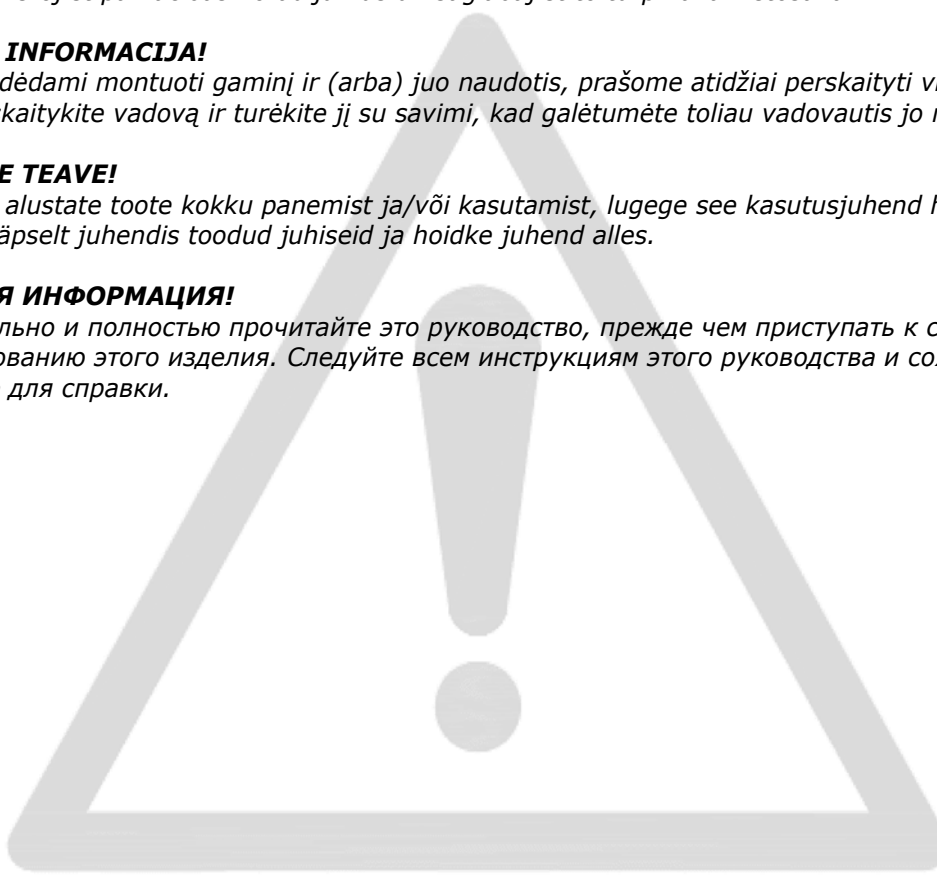 INFORMACIJA!
dėdami montuoti gaminį ir (arba) juo naudotis, prašome atidžiai perskaityti
kaitykite vadovą ir turėkite jį su savimi, kad galėtumėte toliau vadovautis jo
E TEAVE!
alustate toote kokku panemist ja/või kasutamist, lugege see kasutusjuhend
äpselt juhendis toodud juhiseid ja hoidke juhend alles.
Я ИНФОРМАЦИЯ!
льно и полностью прочитайте это руководство, прежде чем приступать к с
ованию этого изделия. Следуйте всем инструкциям этого руководства и со
для справки.